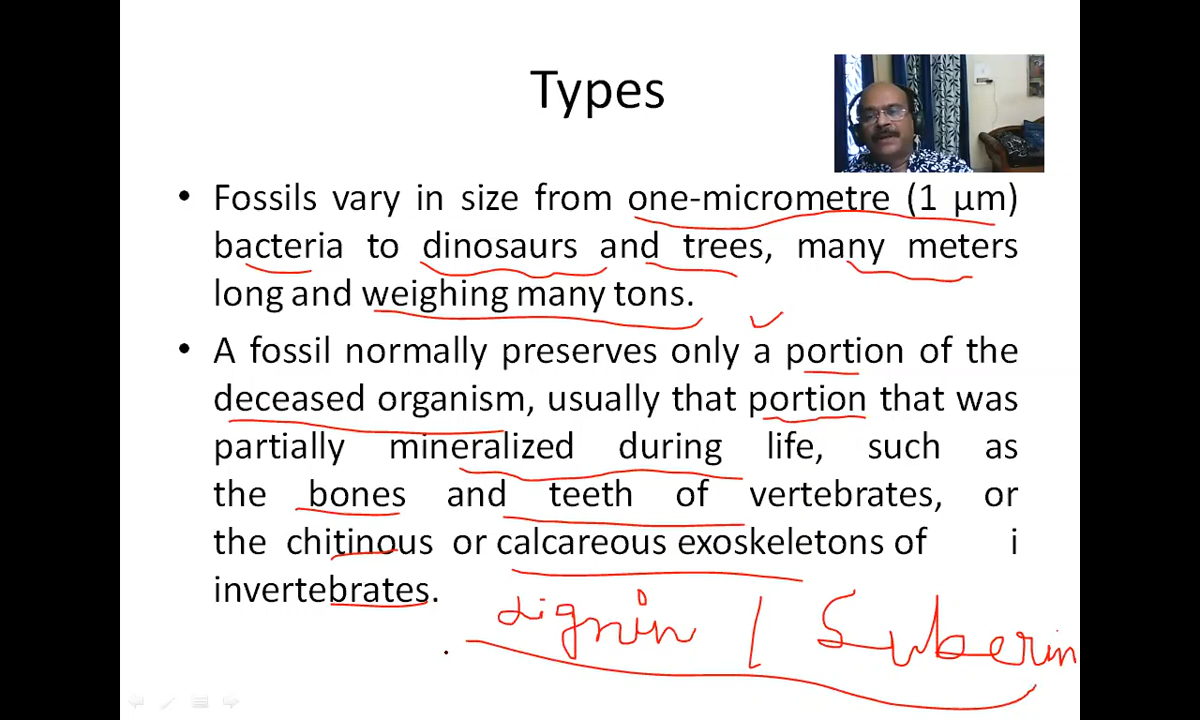 Types
• Fossils vary in size from one-micrometre (1 μm)
bacteria to dinosaurs and trees, many meters
long and weighing many tons.
• A fossil normally preserves only a portion of the
deceased organism, usually that portion that was
partially mineralized during life, such as
the bones and teeth of vertebrates, or
the chitinous or calcareous exoskeletons of i
invertebrates.
Lignin / Suberin